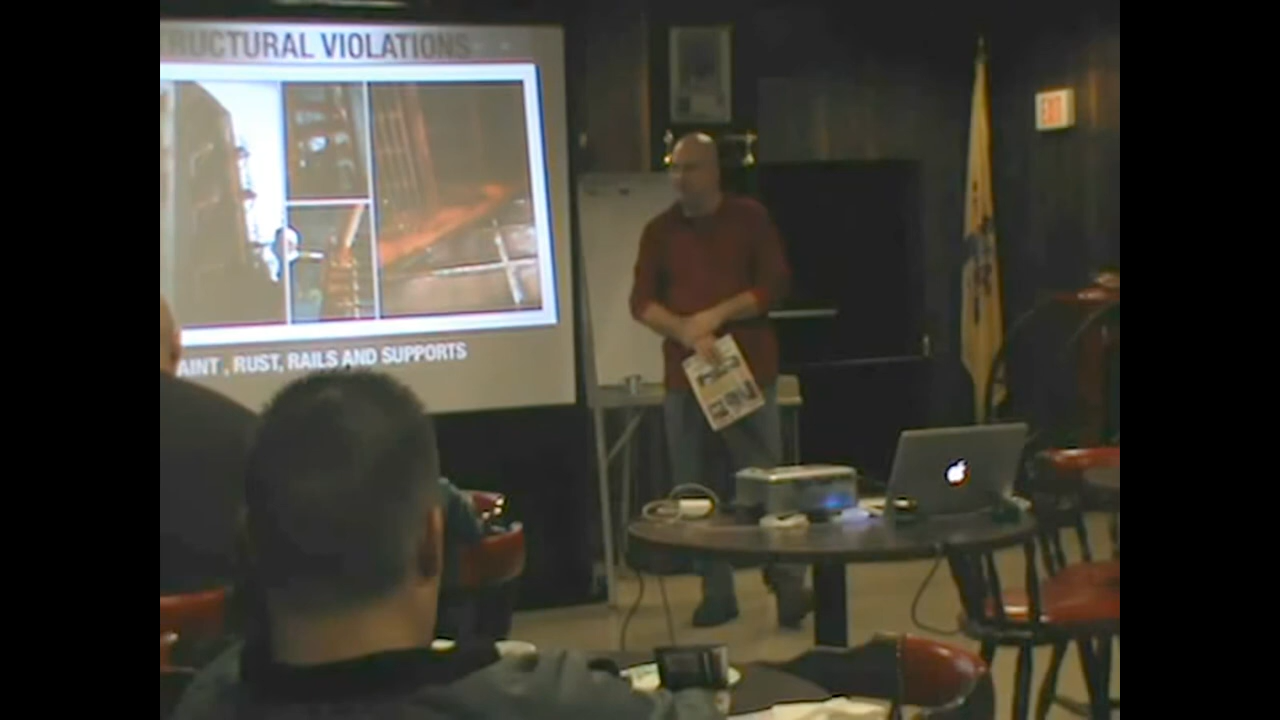 RUCTURAL VIOLATIONS
EXIT
AINT , RUST, RAILS AND SUPPORTS